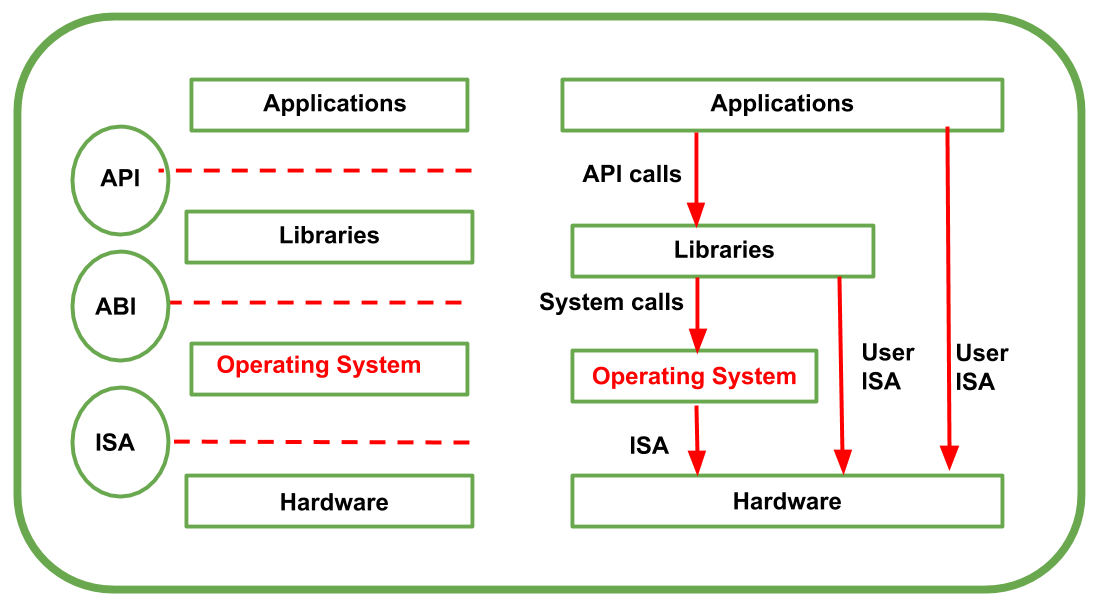 Applications
API
Libraries
ABI
Operating System
ISA
Hardware
Applications
API calls
Libraries
System calls
User
ISA
User
ISA
Operating System
ISA
Hardware